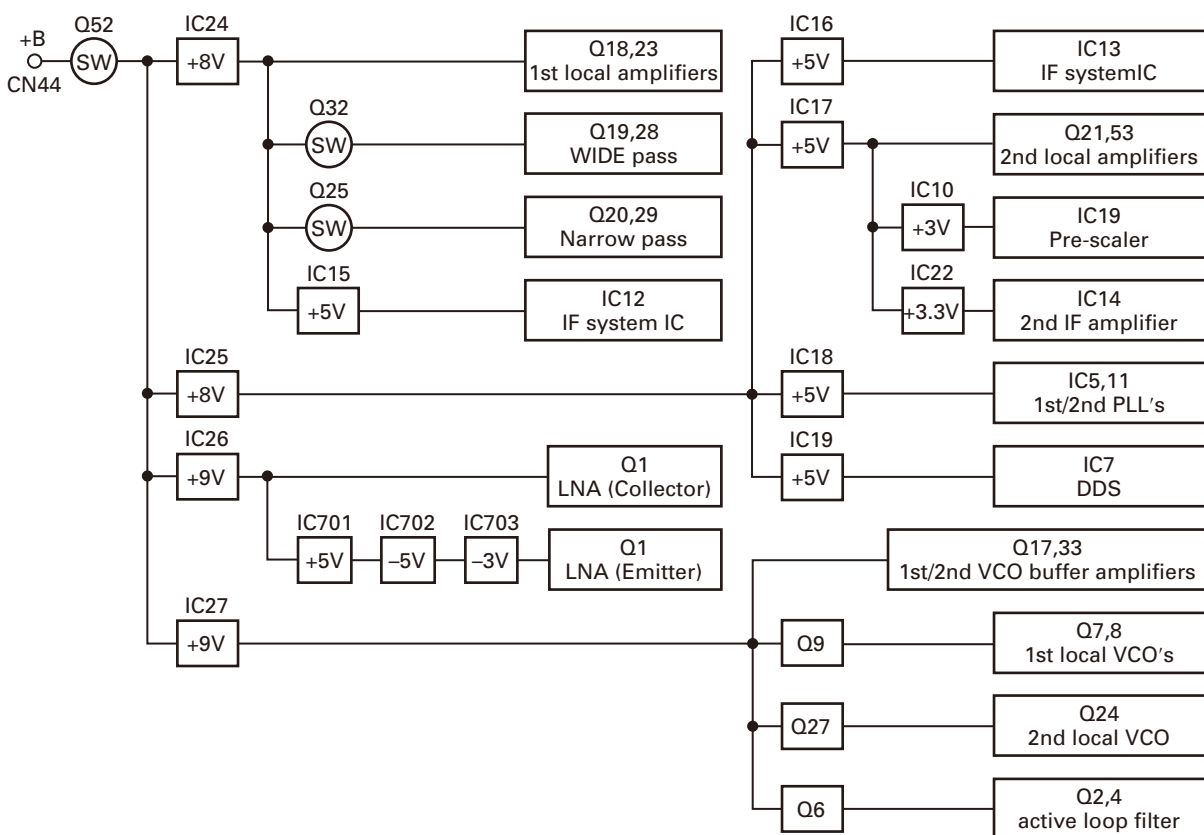 Q52
+B
SW
CN44
IC24
+8V
Q18,23
1st local amplifiers
Q32
SW
Q19,28
WIDE pass
Q25
SW
Q20,29
Narrow pass
IC15
+5V
IC12
IF system IC
IC16
+5V
IC13
IF systemIC
IC17
+5V
Q21,53
2nd local amplifiers
IC10
+3V
IC19
Pre-scaler
IC22
+3.3V
IC14
2nd IF amplifier
IC25
+8V
IC18
+5V
IC5,11
1st/2nd PLL's
IC19
+5V
IC7
DDS
IC26
+9V
Q1
LNA (Collector)
IC701
+5V
IC702
–5V
IC703
–3V
Q1
LNA (Emitter)
IC27
+9V
Q17,33
1st/2nd VCO buffer amplifiers
Q9
Q7,8
1st local VCO's
Q27
Q24
2nd local VCO
Q6
Q2,4
active loop filter